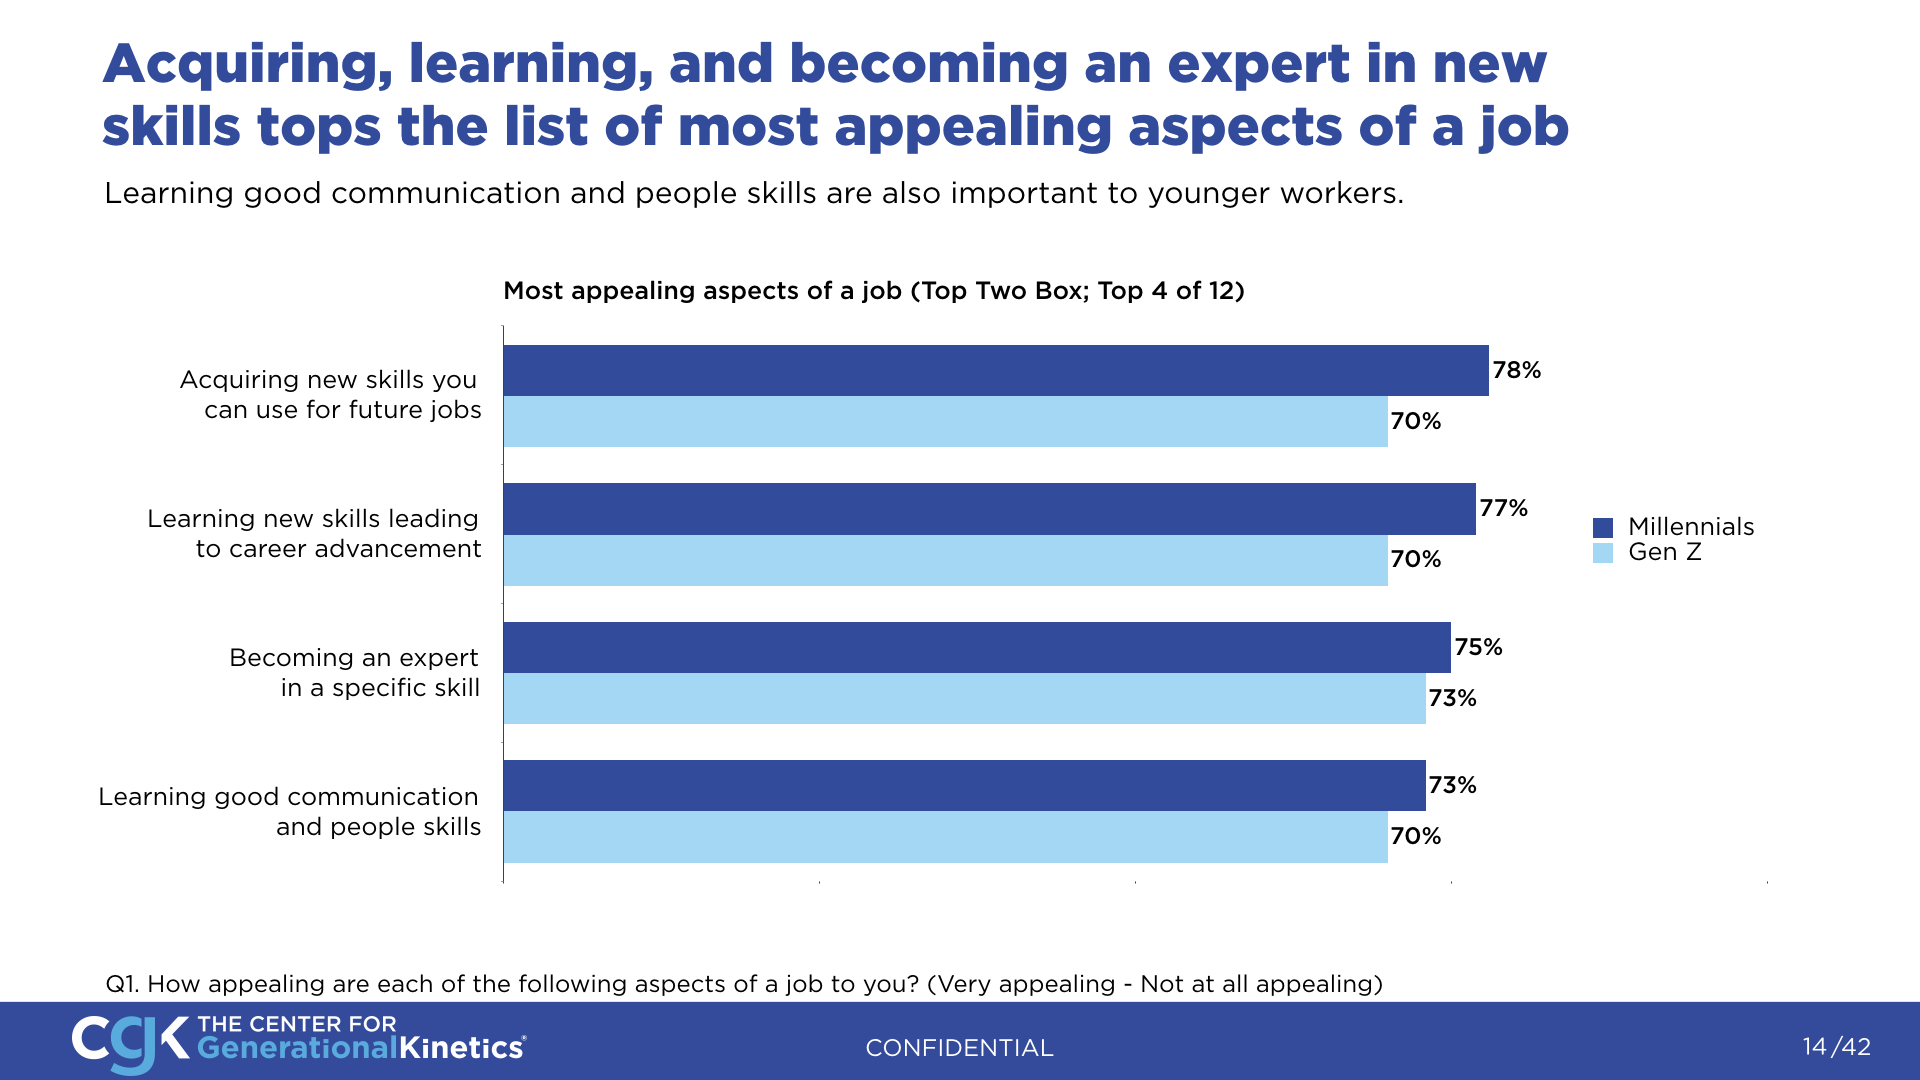 Acquiring, learning, and becoming an expert in new
skills tops the list of most appealing aspects of a job
Learning good communication and people skills are also important to younger workers.
Most appealing aspects of a job (Top Two Box; Top 4 of 12)
Acquiring new skills you
can use for future jobs
78%
70%
Learning new skills leading
to career advancement
77%
70%
Becoming an expert
in a specific skill
75%
73%
Learning good communication
and people skills
73%
70%
Millennials
Gen Z
Q1. How appealing are each of the following aspects of a job to you? (Very appealing - Not at all appealing)
cgk THE CENTER FOR
GenerationalKinetics®
CONFIDENTIAL
14/42